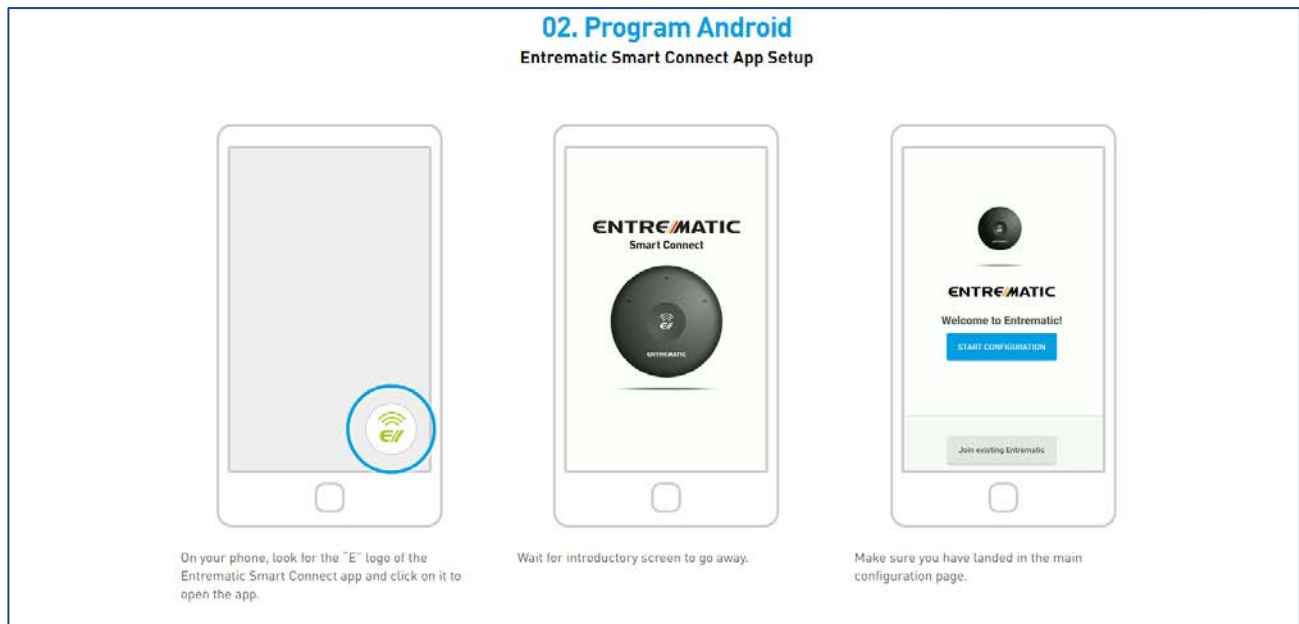 02. Program Android
Entrematic Smart Connect App Setup
ENTREMATIC
Smart Connect
ENTREMATIC
ENTREMATIC
Welcome to Entrematic!
START CONFIGURATION
E//
Join existing Entrematic
On your phone, look for the "E" logo of the
Entrematic Smart Connect app and click on it to
open the app.
Wait for introductory screen to go away.
Make sure you have landed in the main
configuration page.